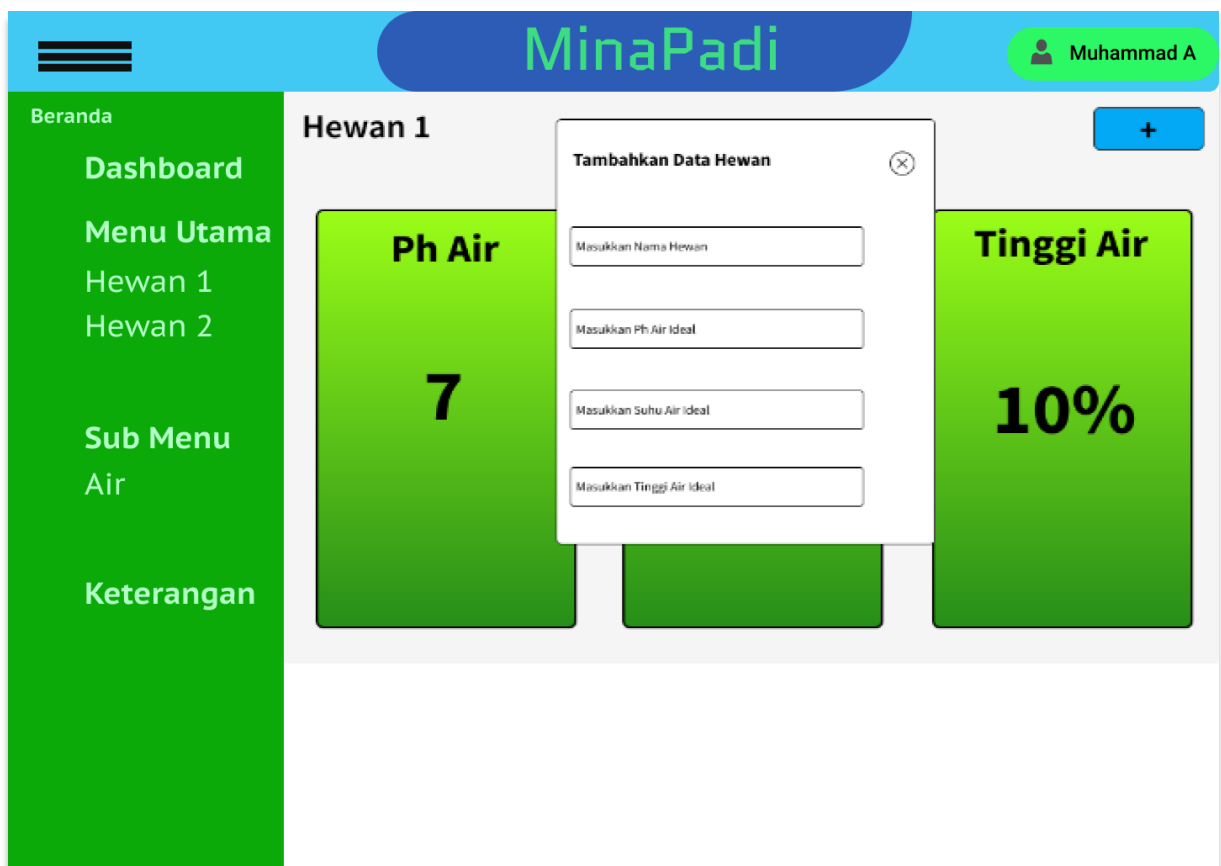 MinaPadi
Muhammad A
Beranda
Dashboard
Menu Utama
Hewan 1
Hewan 2
Sub Menu
Air
Keterangan
Hewan 1
+
Ph Air
7
Tambahkan Data Hewan
Masukkan Nama Hewan
Masukkan Ph Air Ideal
Masukkan Suhu Air Ideal
Masukkan Tinggi Air Ideal
Tinggi Air
10%